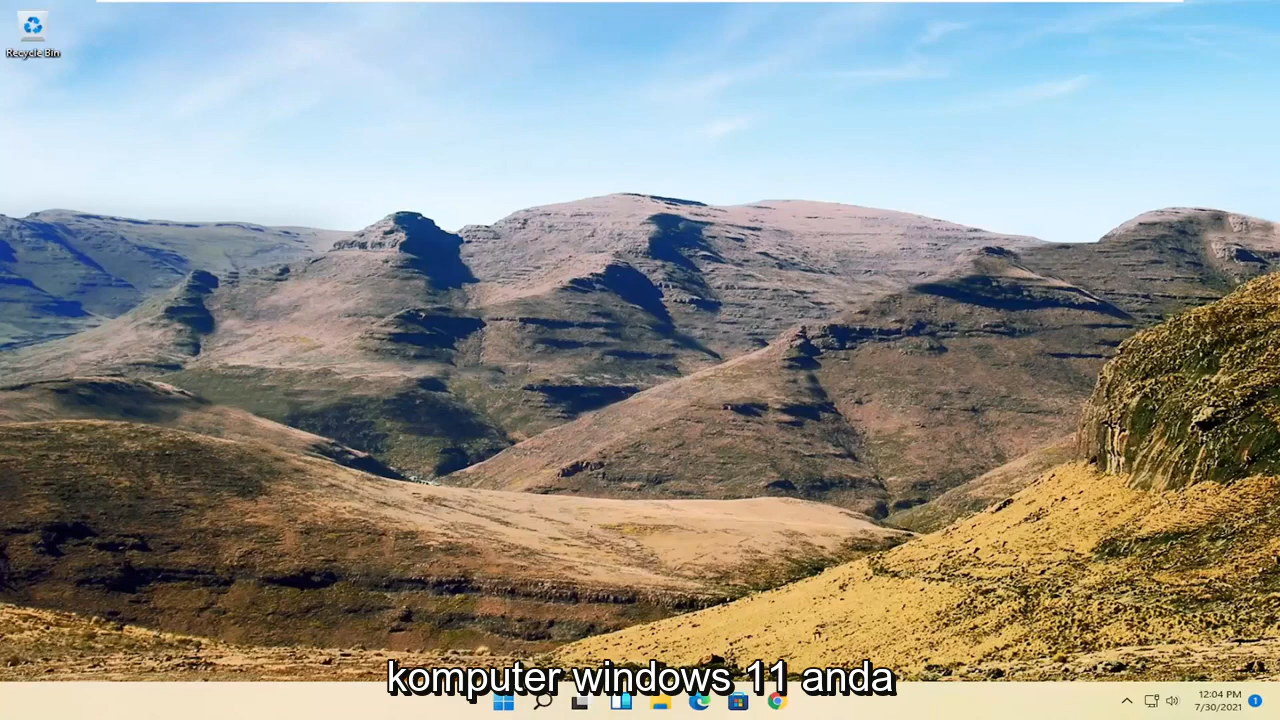 Recycle Bin
komputer windows 11 anda
12:04 PM
7/30/2021
1